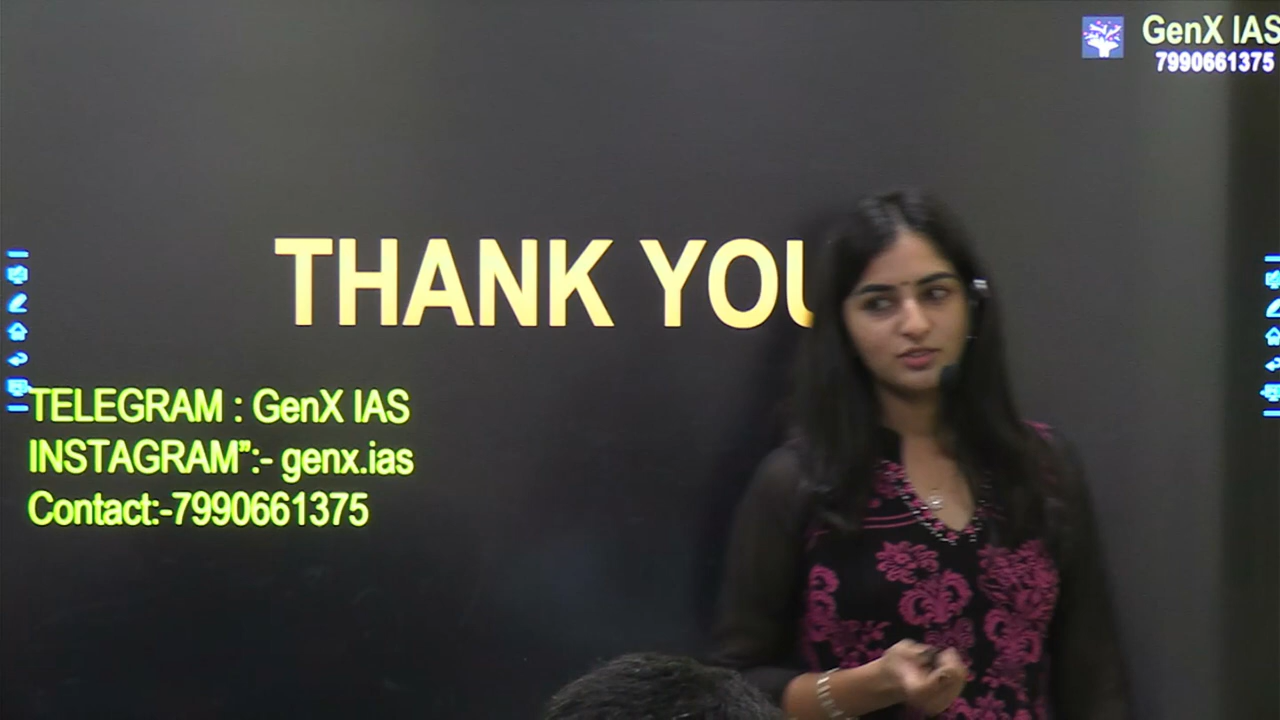 GenX IAS
7990661375
THANK YOU
TELEGRAM : GenX IAS
INSTAGRAM”:- genx.ias
Contact:-7990661375